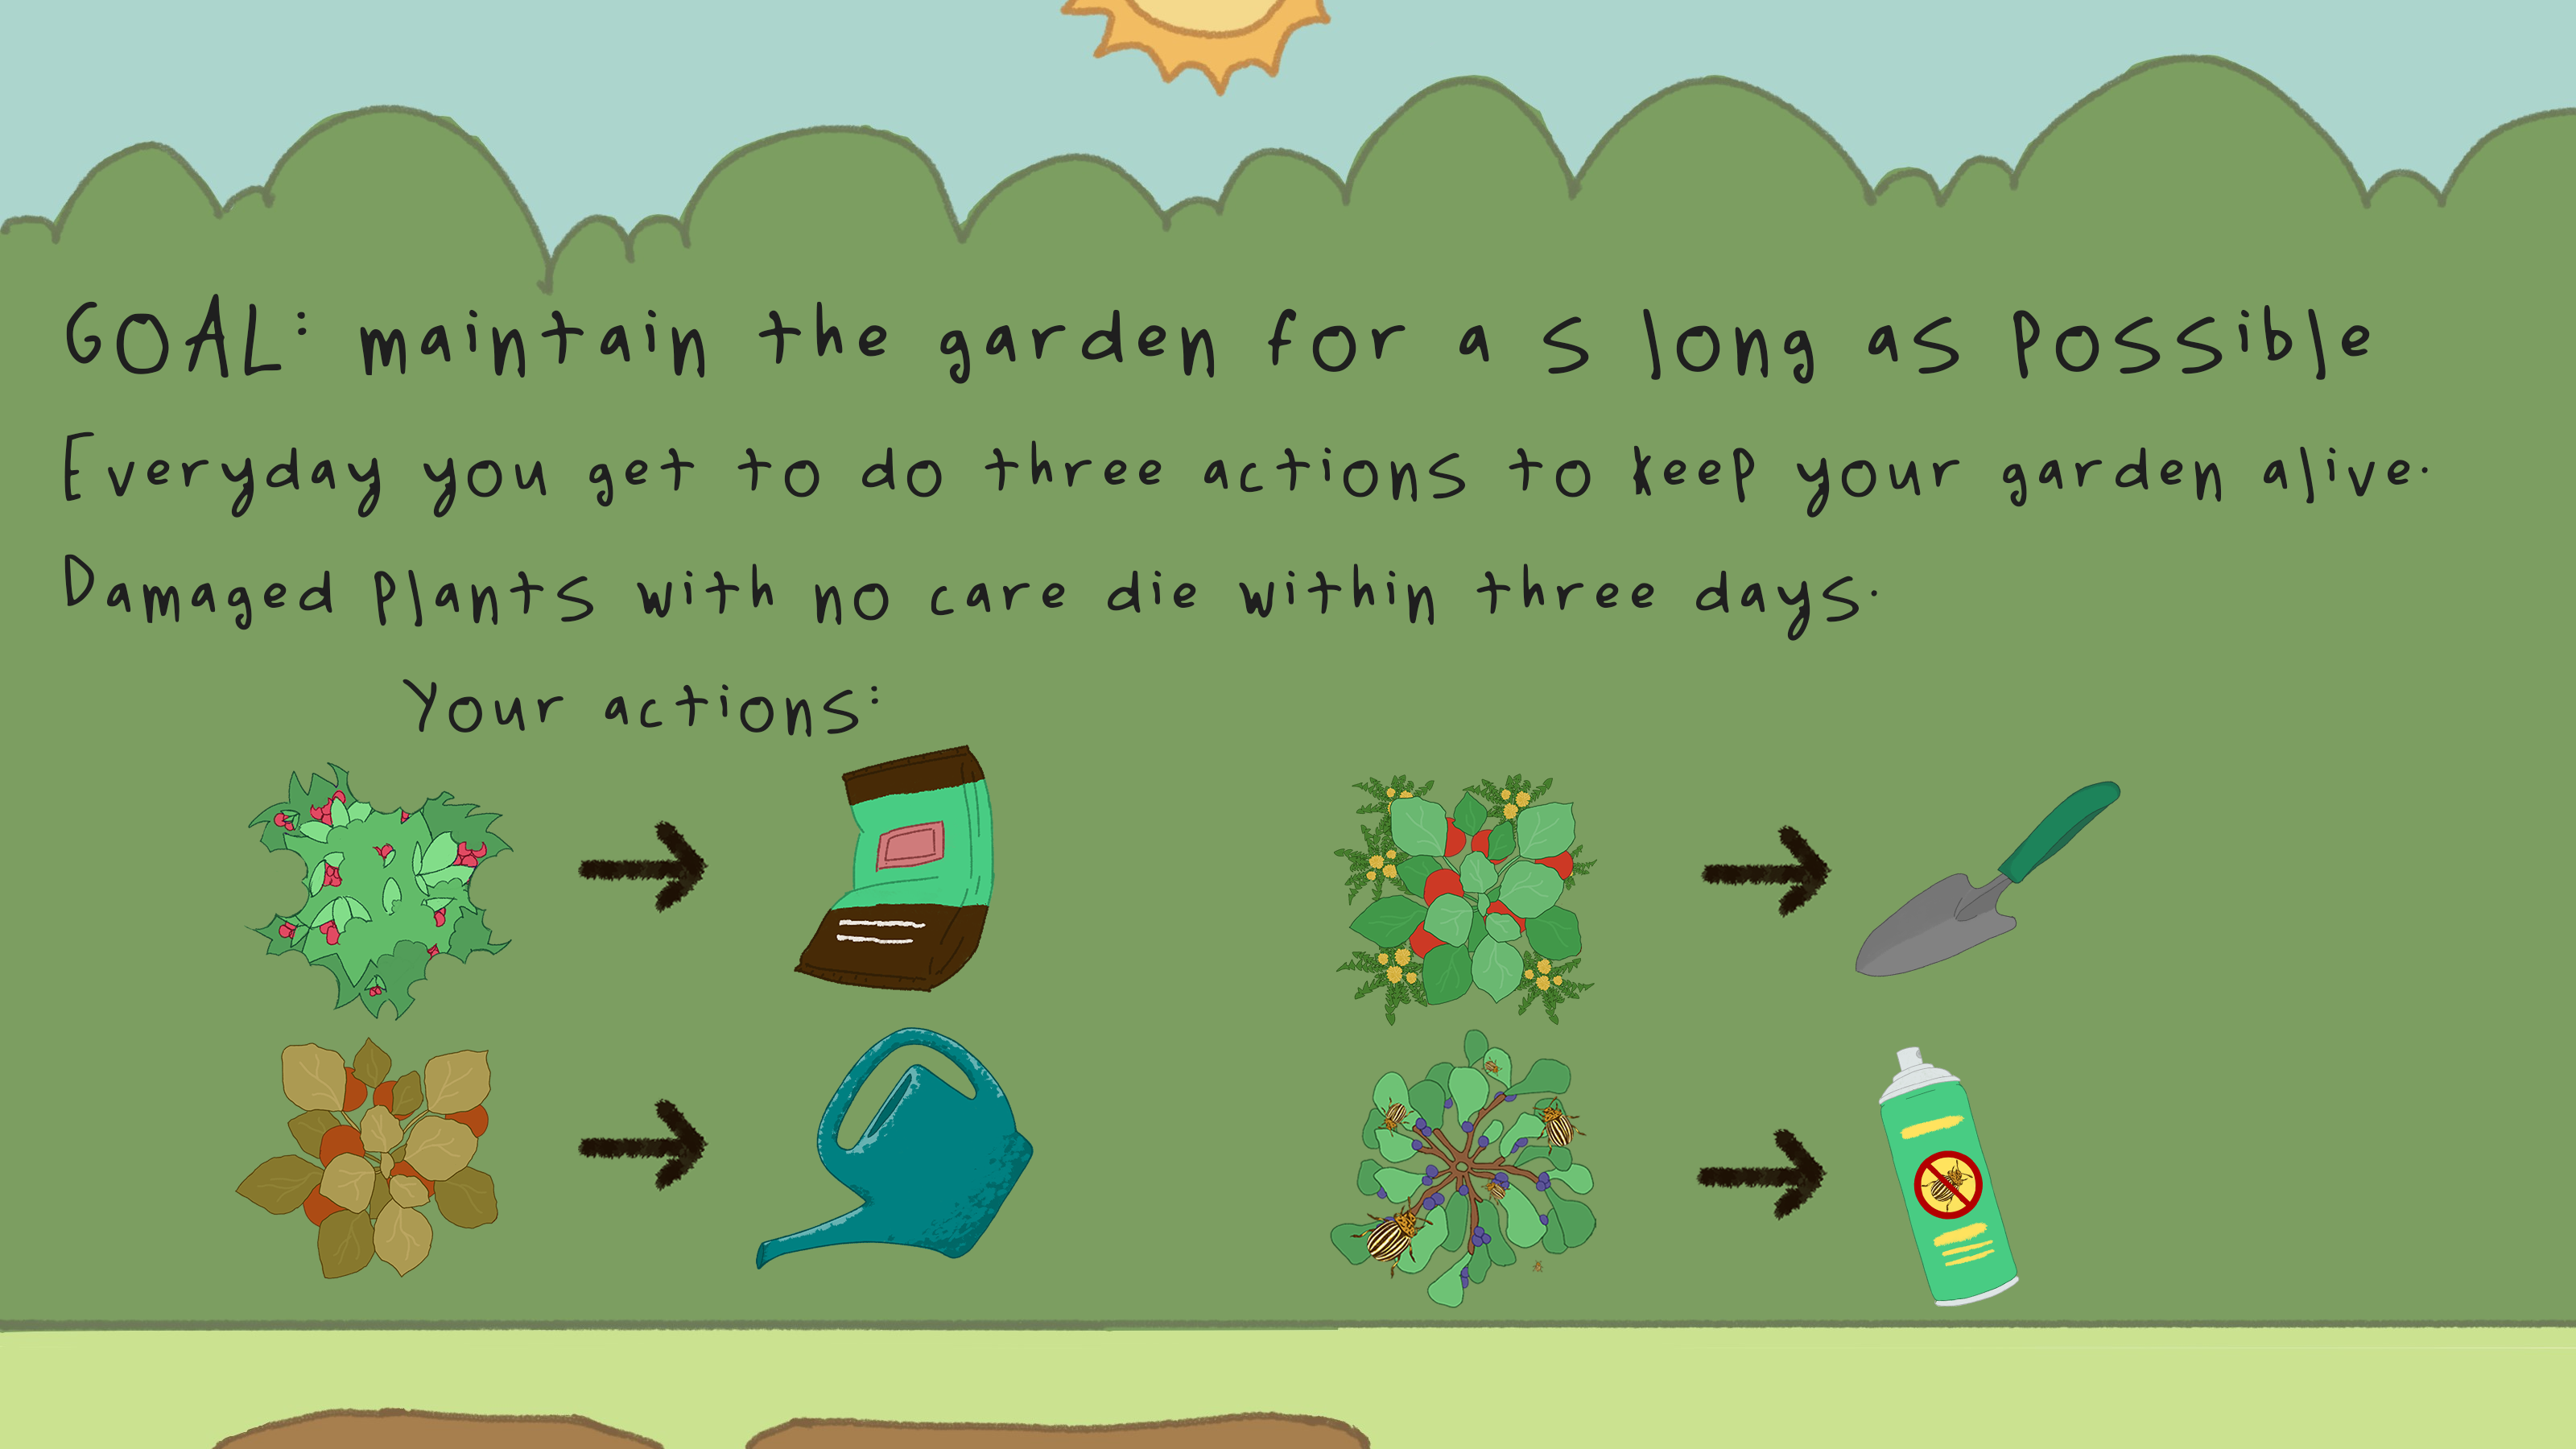 GOAL: maintain the garden for a s long as possible
Everyday you get to do three actions to keep your garden alive.
Damaged plants with no care die within three days.
Your actions: